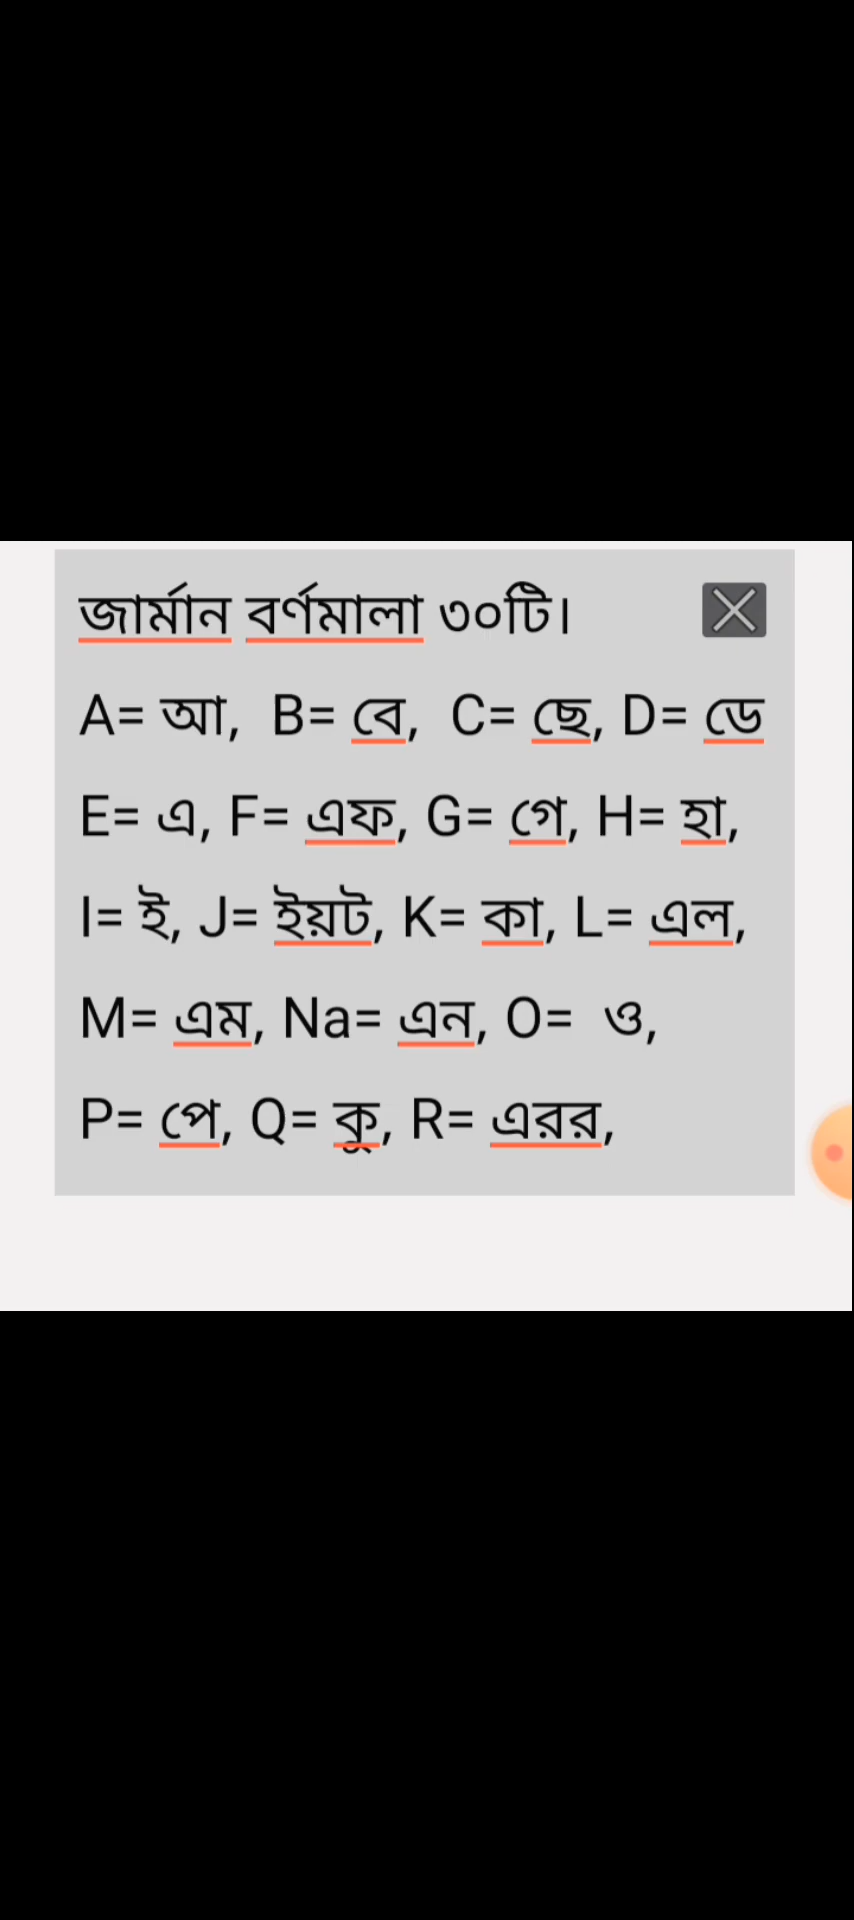 জার্মান বর্ণমালা ৩০টি।
A= আ, B= বে, C= ছে, D= ডে
E= এ, F= এফ, G= গে, H= হা,
I= ই, J= ইয়ট, K= কা, L= এল,
M= এম, Na= এন, O= ও,
P= পে, Q= কু, R= এরর,